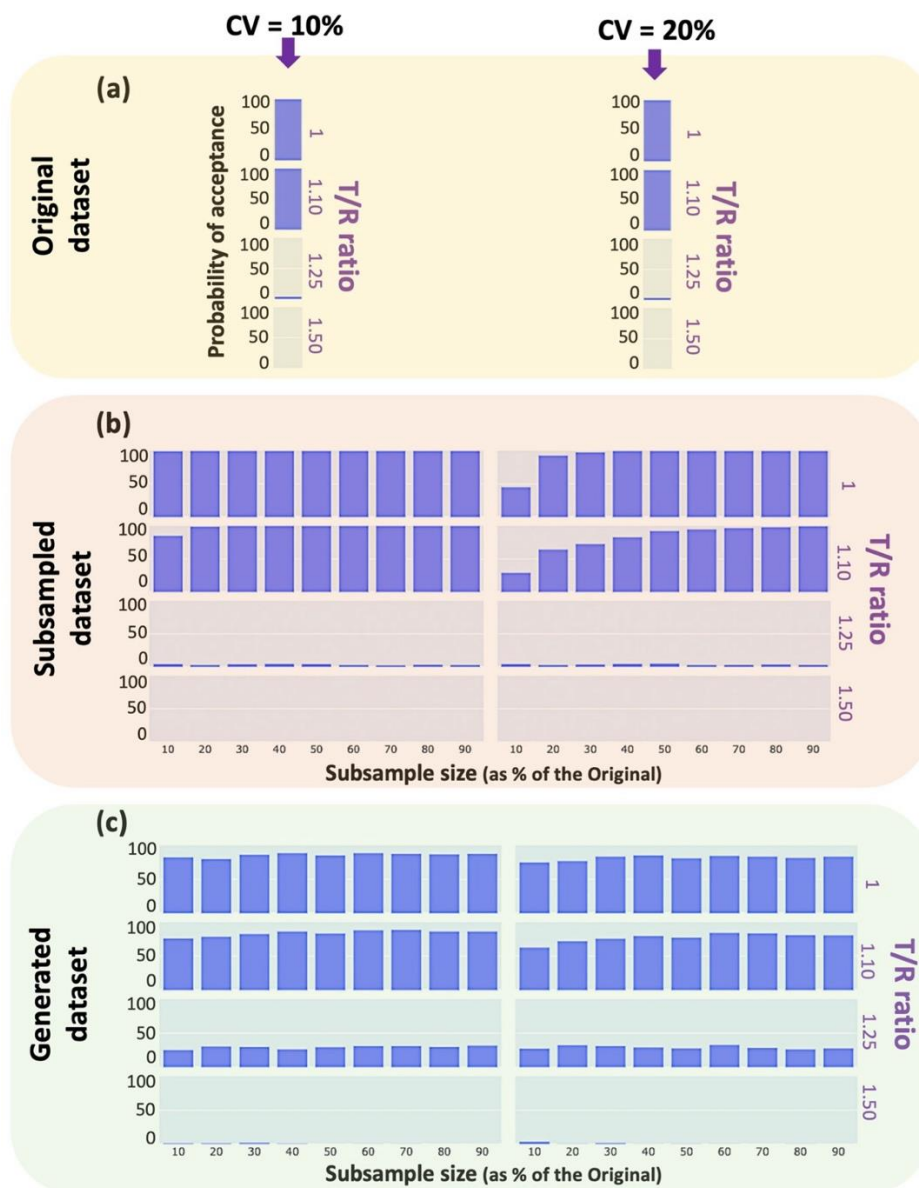 CV = 10%
CV = 20%
(a)
Original
dataset
Probability of acceptance
100
50
0
1
100
50
0
1.10
100
50
0
1.25
100
50
0
1.50
T/R ratio
100
50
0
1
100
50
0
1.10
100
50
0
1.25
100
50
0
1.50
T/R ratio
(b)
Subsampled
dataset
100
50
0
1
100
50
0
1.10
100
50
0
1.25
100
50
0
1.50
T/R ratio
10 20 30 40 50 60 70 80 90
10 20 30 40 50 60 70 80 90
Subsample size (as % of the Original)
(c)
Generated
dataset
100
50
0
1
100
50
0
1.10
100
50
0
1.25
100
50
0
1.50
T/R ratio
10 20 30 40 50 60 70 80 90
10 20 30 40 50 60 70 80 90
Subsample size (as % of the Original)